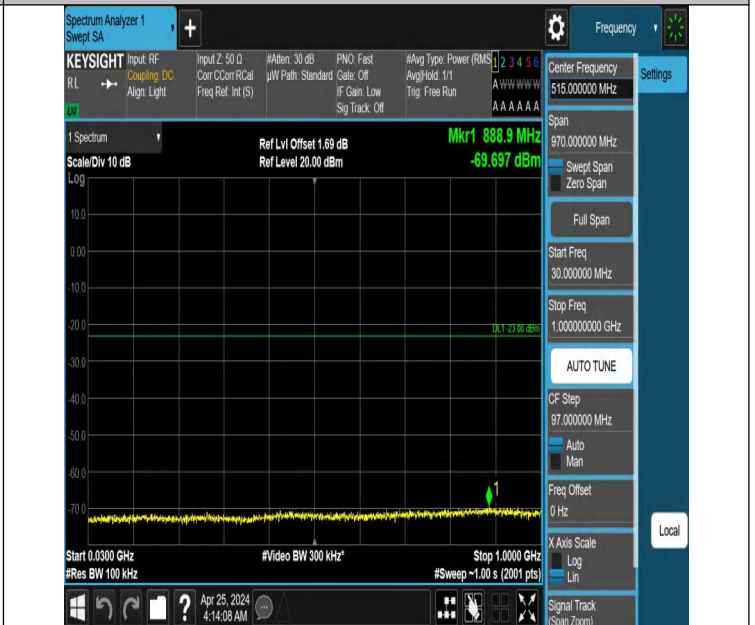 Spectrum Analyzer 1
Swept SA
+
Frequency
KEYSIGHT
RL
LXI
Input: RF
Coupling: DC
Align: Light
Input Z: 50 Ω
Corr CCorr RCal
Freq Ref: Int (S)
#Atten: 30 dB
µW Path: Standard
PNO: Fast
Gate: Off
IF Gain: Low
Sig Track: Off
#Avg Type: Power (RMS
Avg|Hold: 1/1
Trig: Free Run
1 2 3 4 5 6
A W W W W W
A A A A A A
1 Spectrum
Scale/Div 10 dB
Log
Ref Lvl Offset 1.69 dB
Ref Level 20.00 dBm
Mkr1 888.9 MHz
-69.697 dBm
10.0
0.00
-10.0
-20.0
DL1 -23.00 dBm
-30.0
-40.0
-50.0
-60.0
-70.0
1
Start 0.0300 GHz
#Res BW 100 kHz
#Video BW 300 kHz*
Stop 1.0000 GHz
#Sweep ~1.00 s (2001 pts)
Center Frequency
515.000000 MHz
Settings
Span
970.000000 MHz
Swept Span
Zero Span
Full Span
Start Freq
30.000000 MHz
Stop Freq
1.000000000 GHz
AUTO TUNE
CF Step
97.000000 MHz
Auto
Man
Freq Offset
0 Hz
X Axis Scale
Log
Lin
Local
Signal Track
(Span Zoom)
?
Apr 25, 2024
4:14:08 AM